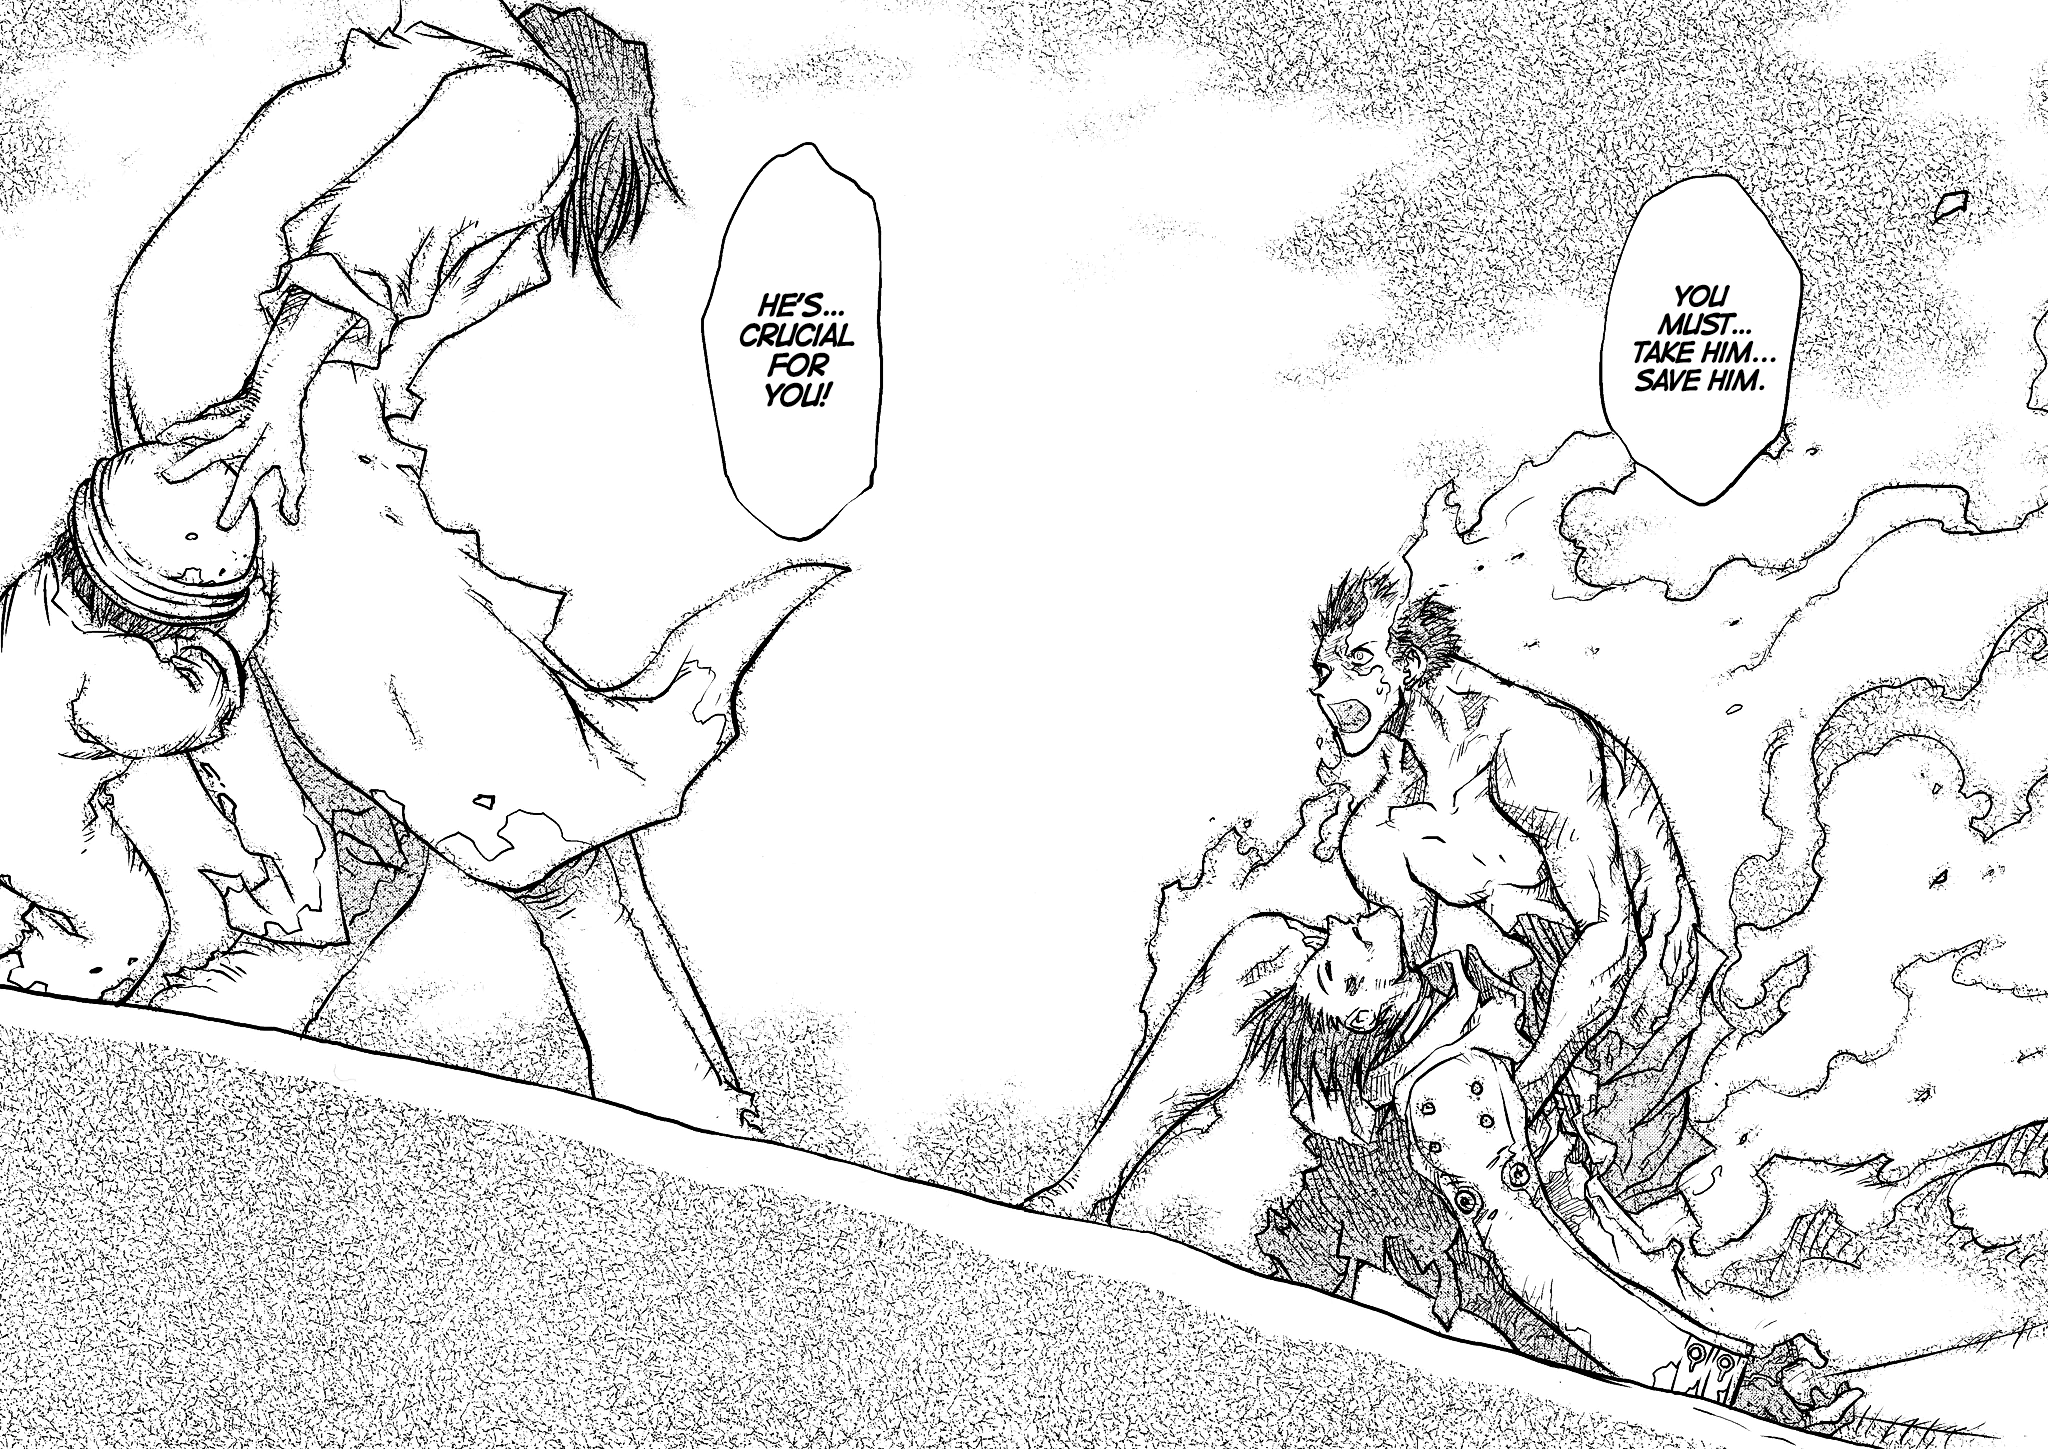 YOU
MUST...
TAKE HIM...
SAVE HIM.
HE'S...
CRUCIAL
FOR
YOU!